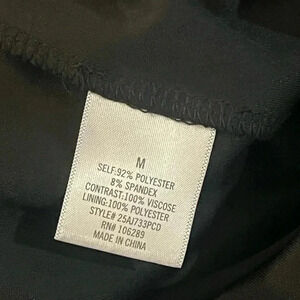 M
SELF:92% POLYESTER
8% SPANDEX
CONTRAST:100% VISCOSE
LINING:100% POLYESTER
STYLE# 25AJ733PCD
RN# 106289
MADE IN CHINA